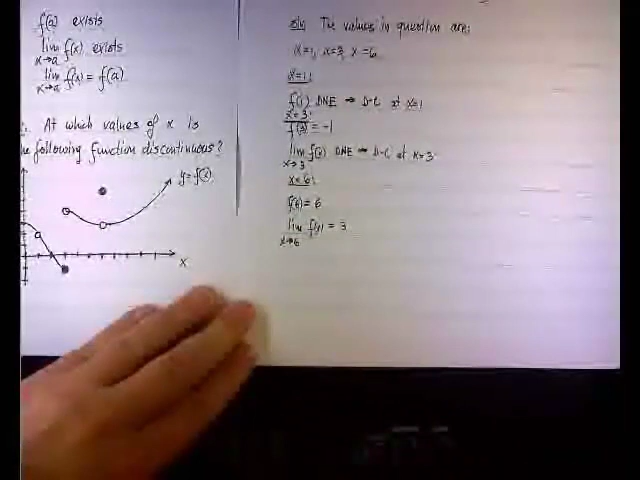 f(a) exists
lim f(x) exists
x→a
lim f(x) = f(a)
x→a
At which values of x is
following function discontinuous?
y=f(x)
x
soln The values in question are:
x=1, x=3, x=6
x=1:
f(1) DNE ⇒ D-C at x=1
x=3:
f(3) = -1
lim f(x) DNE ⇒ D-C at x=3
x→3
x=6:
f(6) = 6
lim f(x) = 3
x→6